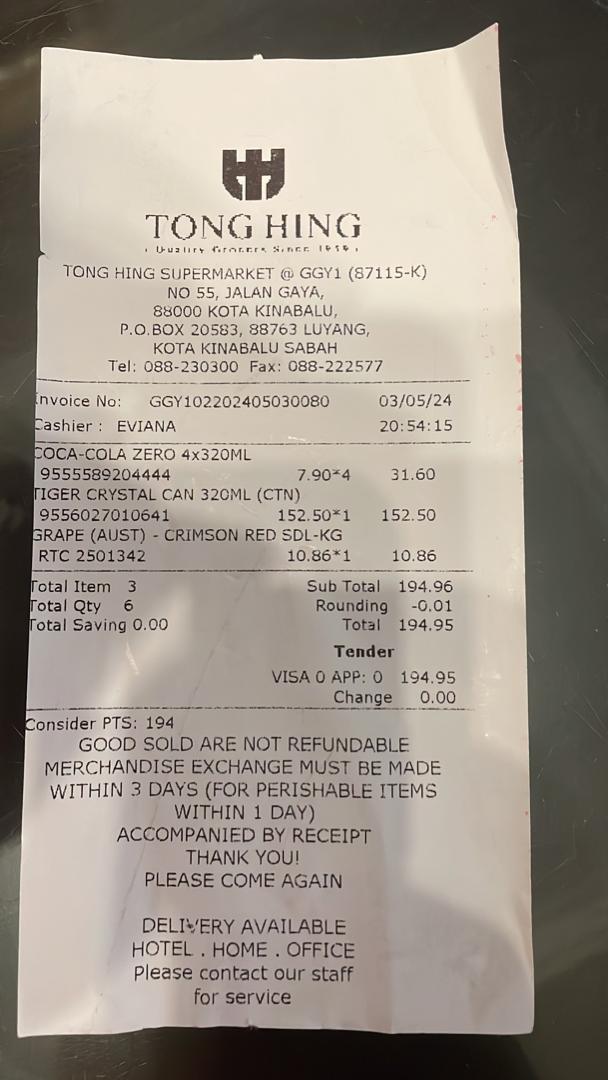 TONG HING
Quality Grocers Since
TONG HING SUPERMARKET @ GGY1 (87115-K)
NO 55, JALAN GAYA,
88000 KOTA KINABALU,
P.O.BOX 20583, 88763 LUYANG,
KOTA KINABALU SABAH
Tel: 088-230300 Fax: 088-222577
Invoice No: GGY102202405030080 03/05/24
Cashier : EVIANA 20:54:15
COCA-COLA ZERO 4x320ML
9555589204444 7.90*4 31.60
TIGER CRYSTAL CAN 320ML (CTN)
9556027010641 152.50*1 152.50
GRAPE (AUST) - CRIMSON RED SDL-KG
RTC 2501342 10.86*1 10.86
Total Item 3 Sub Total 194.96
Total Qty 6 Rounding -0.01
Total Saving 0.00 Total 194.95
Tender
VISA 0 APP: 0 194.95
Change 0.00
Consider PTS: 194
GOOD SOLD ARE NOT REFUNDABLE
MERCHANDISE EXCHANGE MUST BE MADE
WITHIN 3 DAYS (FOR PERISHABLE ITEMS
WITHIN 1 DAY)
ACCOMPANIED BY RECEIPT
THANK YOU!
PLEASE COME AGAIN
DELIVERY AVAILABLE
HOTEL . HOME . OFFICE
Please contact our staff
for service